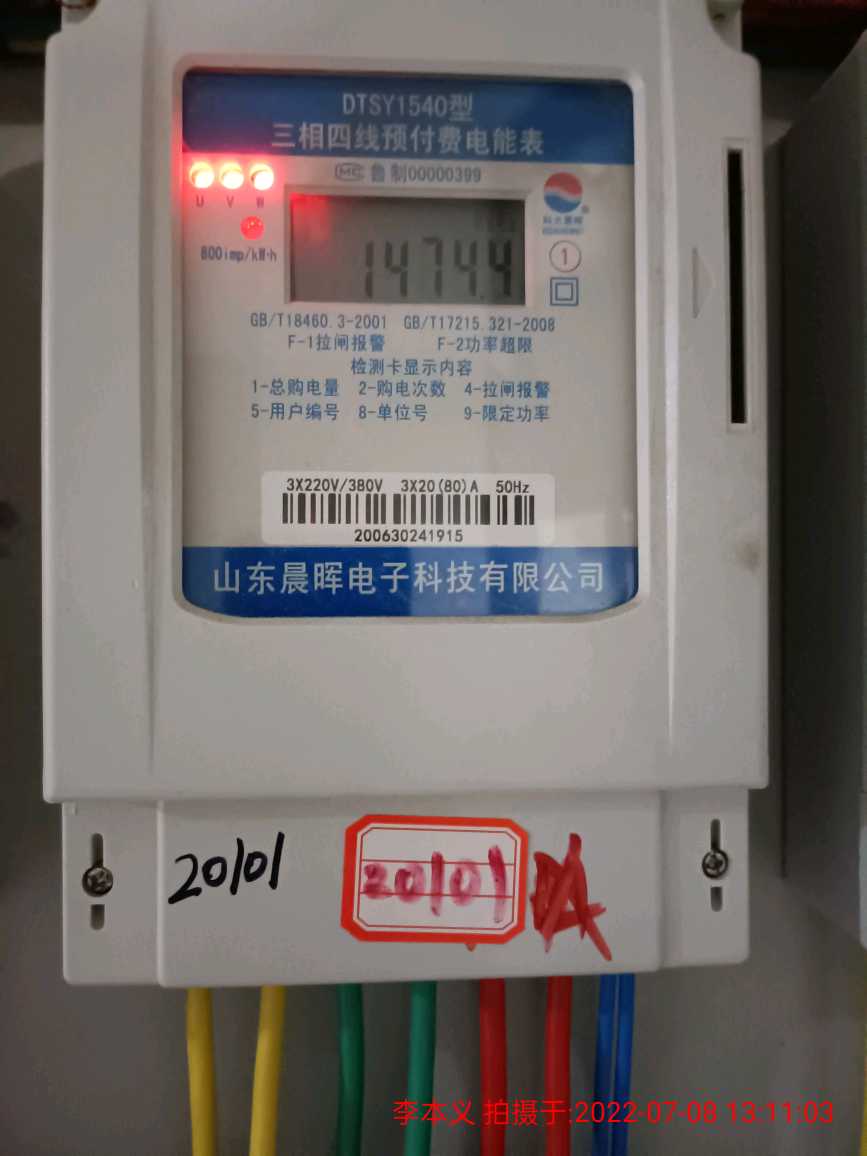 DTSY1540型
三相四线预付费电能表
MC 鲁制00000399
U V W
800imp/kW·h
1474.4
1
GB/T18460.3-2001 GB/T17215.321-2008
F-1拉闸报警 F-2功率超限
检测卡显示内容
1-总购电量 2-购电次数 4-拉闸报警
5-用户编号 8-单位号 9-限定功率
3X220V/380V 3X20(80)A 50Hz
200630241915
山东晨晖电子科技有限公司
20101
20101
李本义 拍摄于:2022-07-08 13:11:03